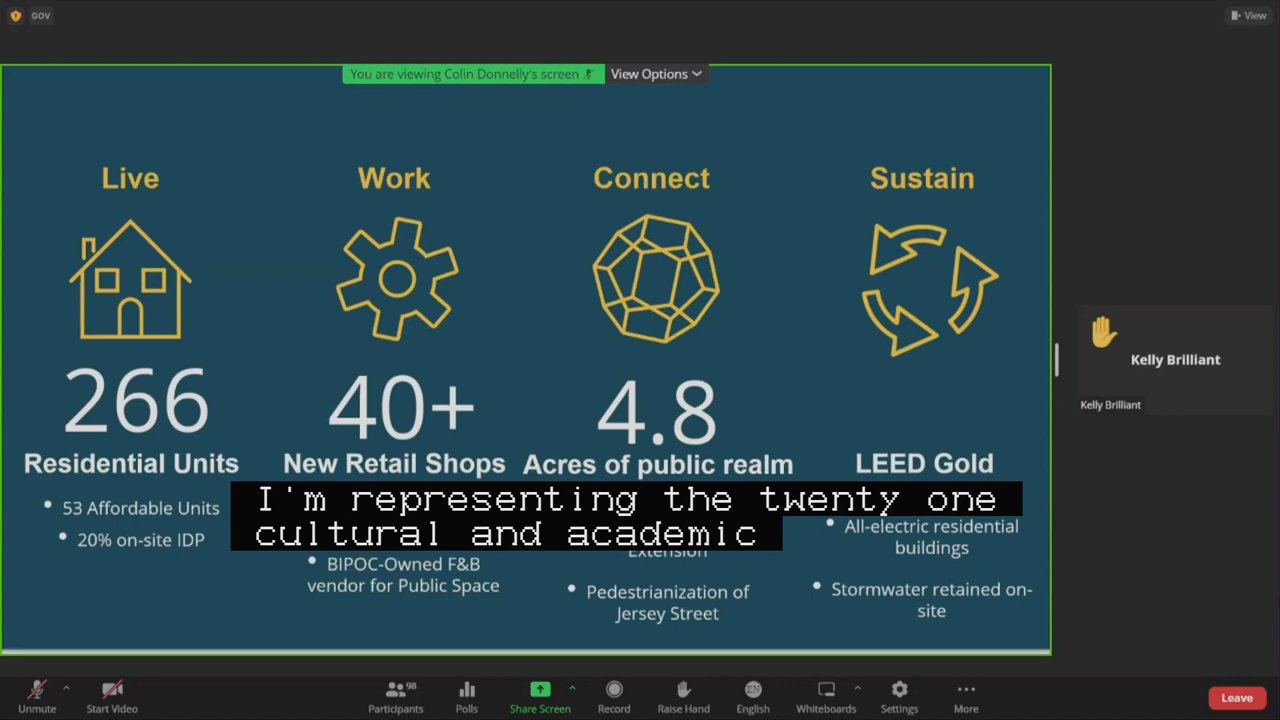 GOV
View
You are viewing Colin Donnelly's screen
View Options
Live
Work
Connect
Sustain
266
40+
4.8
Residential Units
New Retail Shops
Acres of public realm
LEED Gold
• 53 Affordable Units
• 20% on-site IDP
I'm representing the twenty one
cultural and academic
• BIPOC-Owned F&B
vendor for Public Space
Extension
• Pedestrianization of
Jersey Street
• All-electric residential
buildings
• Stormwater retained on-
site
Kelly Brilliant
Kelly Brilliant
Unmute
Start Video
98
Participants
Polls
Share Screen
Record
Raise Hand
EN
English
Whiteboards
Settings
More
Leave